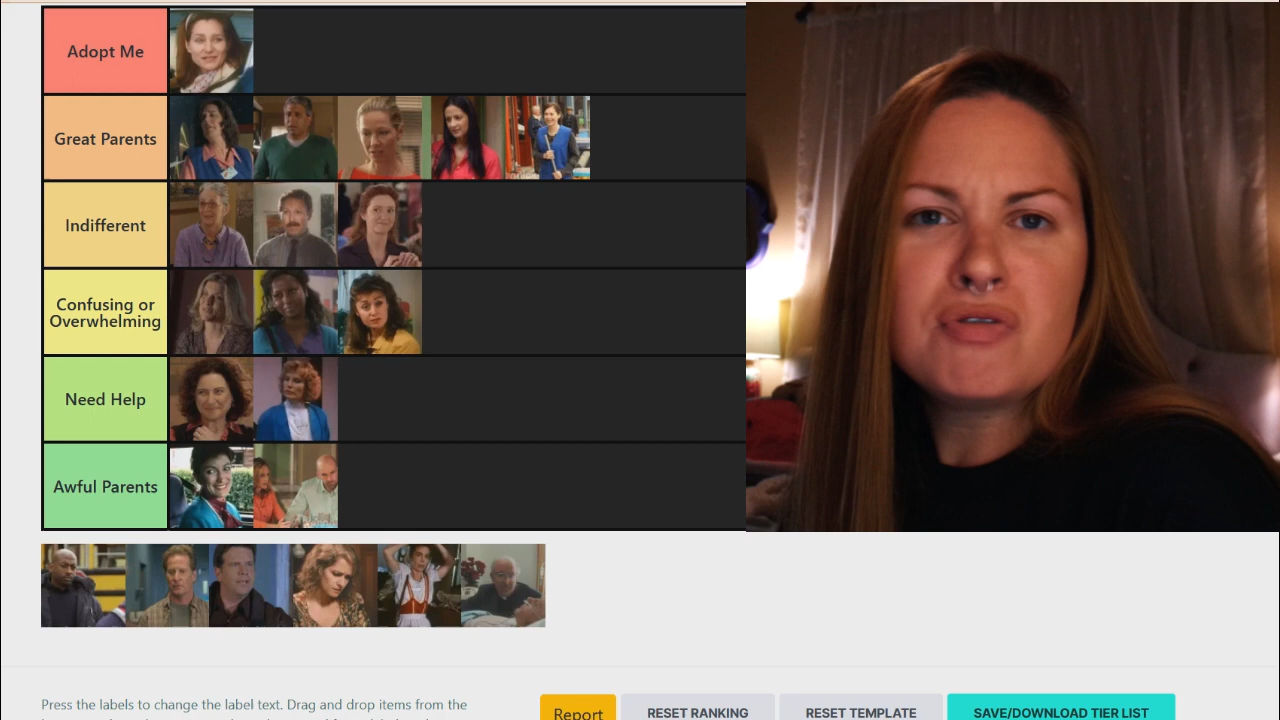 Adopt Me
Great Parents
Indifferent
Confusing or
Overwhelming
Need Help
Awful Parents
Press the labels to change the label text. Drag and drop items from the
Report
RESET RANKING
RESET TEMPLATE
SAVE/DOWNLOAD TIER LIST